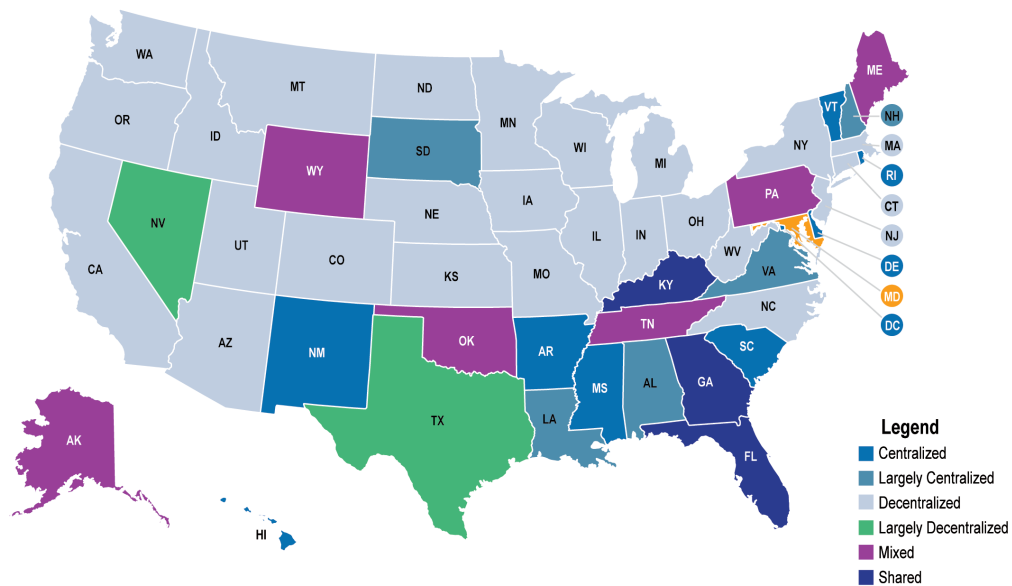 WA
MT
ND
MN
ME
OR
ID
WY
SD
WI
MI
NY
VT
NH
MA
RI
CT
NJ
DE
MD
DC
NV
UT
CO
NE
IA
IL
IN
OH
PA
WV
VA
CA
KS
MO
KY
NC
AZ
NM
OK
TN
AR
SC
MS
AL
GA
TX
LA
FL
AK
HI
Legend
Centralized
Largely Centralized
Decentralized
Largely Decentralized
Mixed
Shared